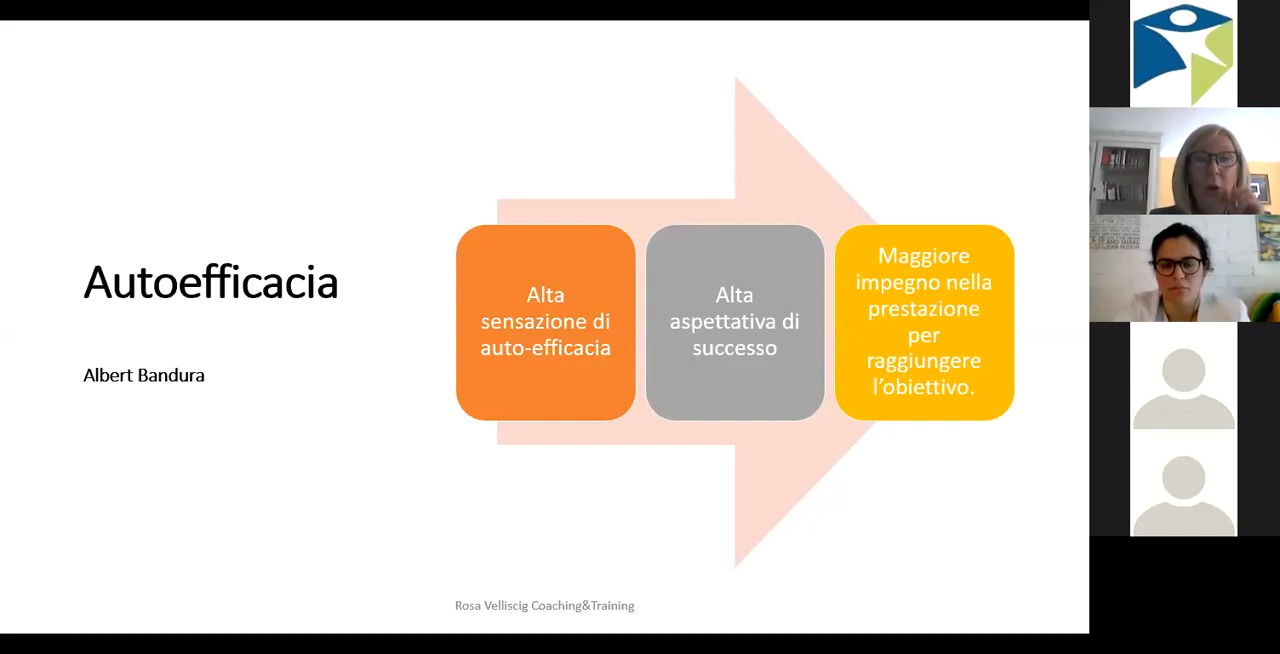 Autoefficacia
Albert Bandura
Alta
sensazione di
auto-efficacia
Alta
aspettativa di
successo
Maggiore
impegno nella
prestazione
per
raggiungere
l'obiettivo.
Rosa Velliscig Coaching&Training